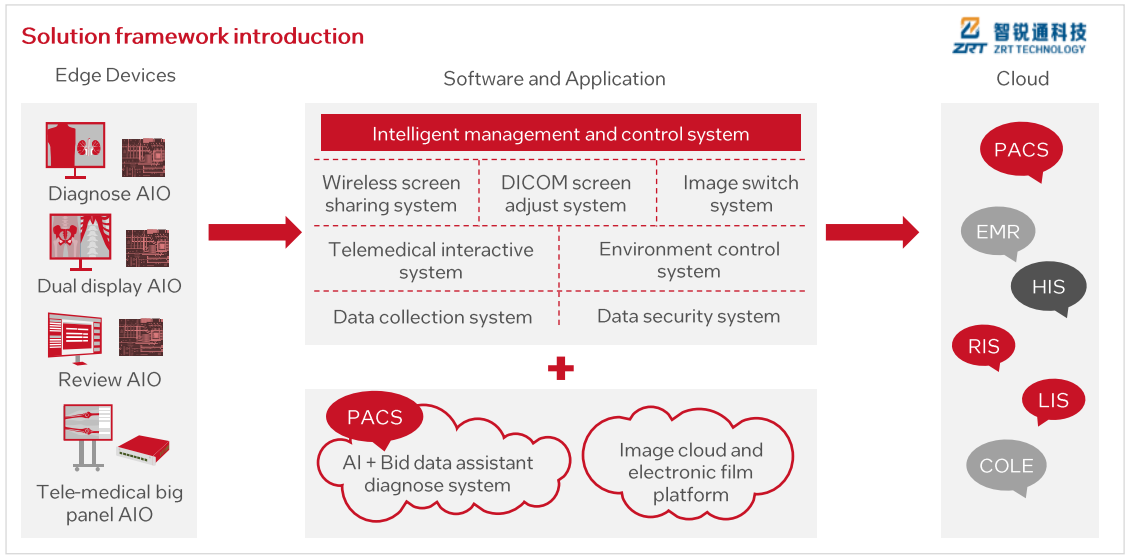 Solution framework introduction
ZRT
智锐通科技
ZRT TECHNOLOGY
Edge Devices
Diagnose AIO
Dual display AIO
Review AIO
Tele-medical big
panel AIO
Software and Application
Intelligent management and control system
Wireless screen
sharing system
DICOM screen
adjust system
Image switch
system
Telemedical interactive
system
Environment control
system
Data collection system
Data security system
PACS
AI + Bid data assistant
diagnose system
Image cloud and
electronic film
platform
Cloud
PACS
EMR
HIS
RIS
LIS
COLE